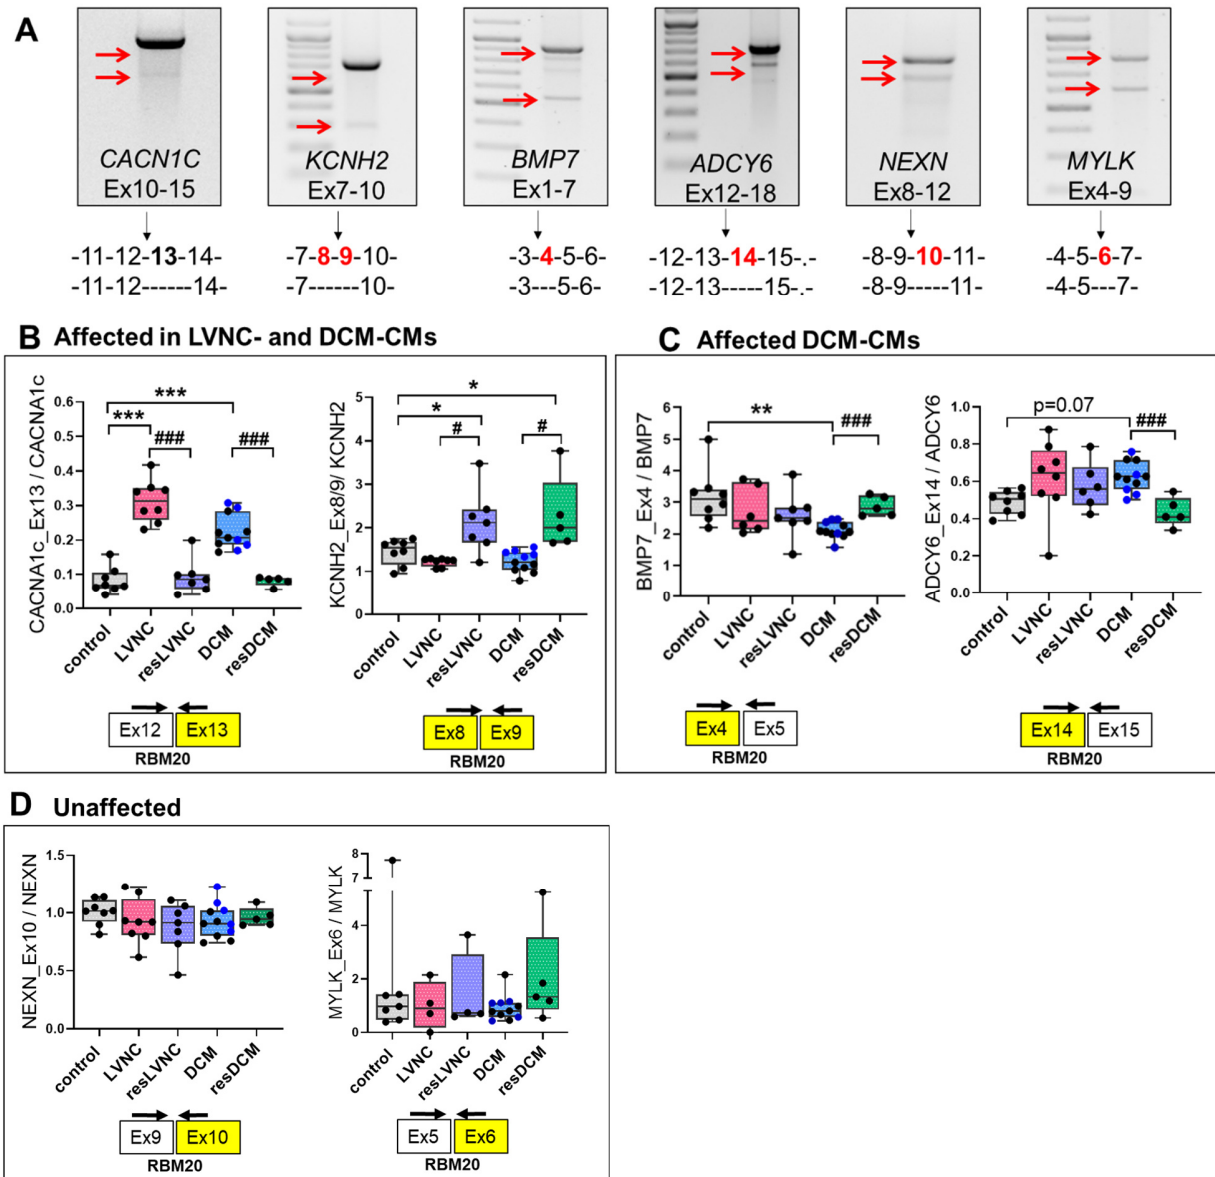 A
CACN1C
Ex10-15
KCNH2
Ex7-10
BMP7
Ex1-7
ADCY6
Ex12-18
NEXN
Ex8-12
MYLK
Ex4-9
-11-12-13-14-
-11-12------14-
-7-8-9-10-
-7------10-
-3-4-5-6-
-3---5-6-
-12-13-14-15-.-
-12-13-----15-.-
-8-9-10-11-
-8-9-----11-
-4-5-6-7-
-4-5---7-
B Affected in LVNC- and DCM-CMs
CACNA1c_Ex13 / CACNA1c
0.6
0.5
0.4
0.3
0.2
0.1
0.0
***
***
###
###
control
LVNC
resLVNC
DCM
resDCM
Ex12
Ex13
RBM20
KCNH2_Ex8/9/ KCNH2
5
4
3
2
1
0
*
*
#
#
control
LVNC
resLVNC
DCM
resDCM
Ex8
Ex9
RBM20
C Affected DCM-CMs
BMP7_Ex4 / BMP7
6
5
4
3
2
1
0
**
###
control
LVNC
resLVNC
DCM
resDCM
Ex4
Ex5
RBM20
ADCY6_Ex14 / ADCY6
1.0
0.8
0.6
0.4
0.2
0.0
p=0.07
###
control
LVNC
resLVNC
DCM
resDCM
Ex14
Ex15
RBM20
D Unaffected
NEXN_Ex10 / NEXN
1.5
1.0
0.5
0.0
control
LVNC
resLVNC
DCM
resDCM
Ex9
Ex10
RBM20
MYLK_Ex6 / MYLK
8
7
4
2
0
control
LVNC
resLVNC
DCM
resDCM
Ex5
Ex6
RBM20